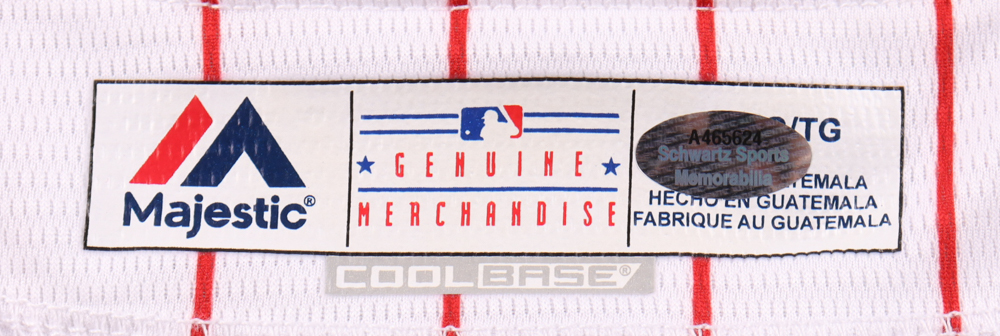 Majestic®
GENUINE
MERCHANDISE
/TG
A465624
Schwartz Sports
Memorabilia
HECHO EN GUATEMALA
FABRIQUE AU GUATEMALA
COOLBASE®